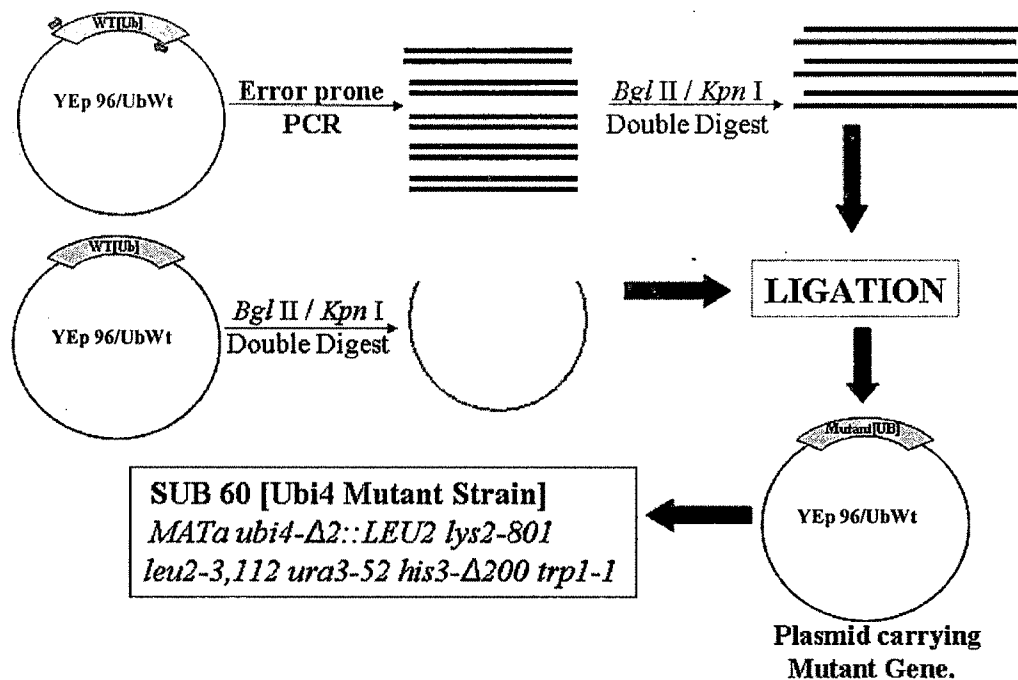 WT[Ub]
YEp 96/UbWt
Error prone
PCR
Bgl II / Kpn I
Double Digest
WT[Ub]
YEp 96/UbWt
Bgl II / Kpn I
Double Digest
LIGATION
Mutant[UB]
YEp 96/UbWt
Plasmid carrying
Mutant Gene.
SUB 60 [Ubi4 Mutant Strain]
MATa ubi4-Δ2::LEU2 lys2-801
leu2-3,112 ura3-52 his3-Δ200 trp1-1